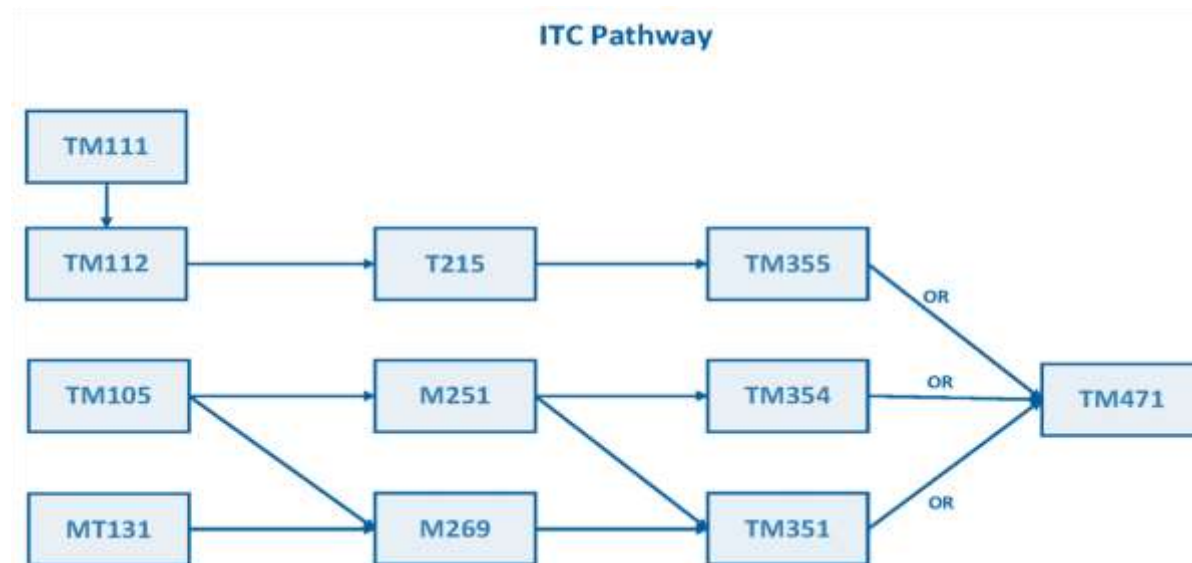 ITC Pathway
TM111
TM112
T215
TM355
OR
TM105
M251
TM354
OR
TM471
MT131
M269
TM351
OR